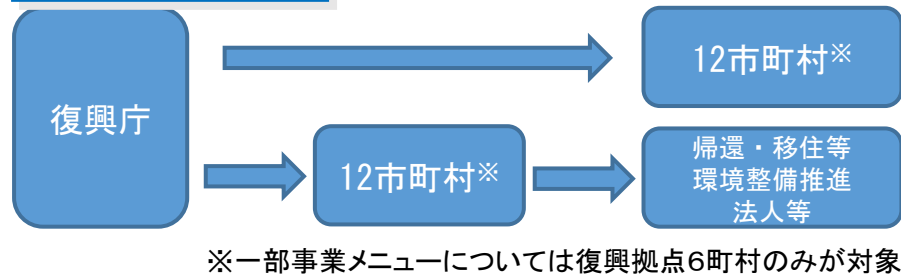 復興庁
12市町村※
12市町村※
帰還・移住等
環境整備推進
法人等
※一部事業メニューについては復興拠点6町村のみが対象